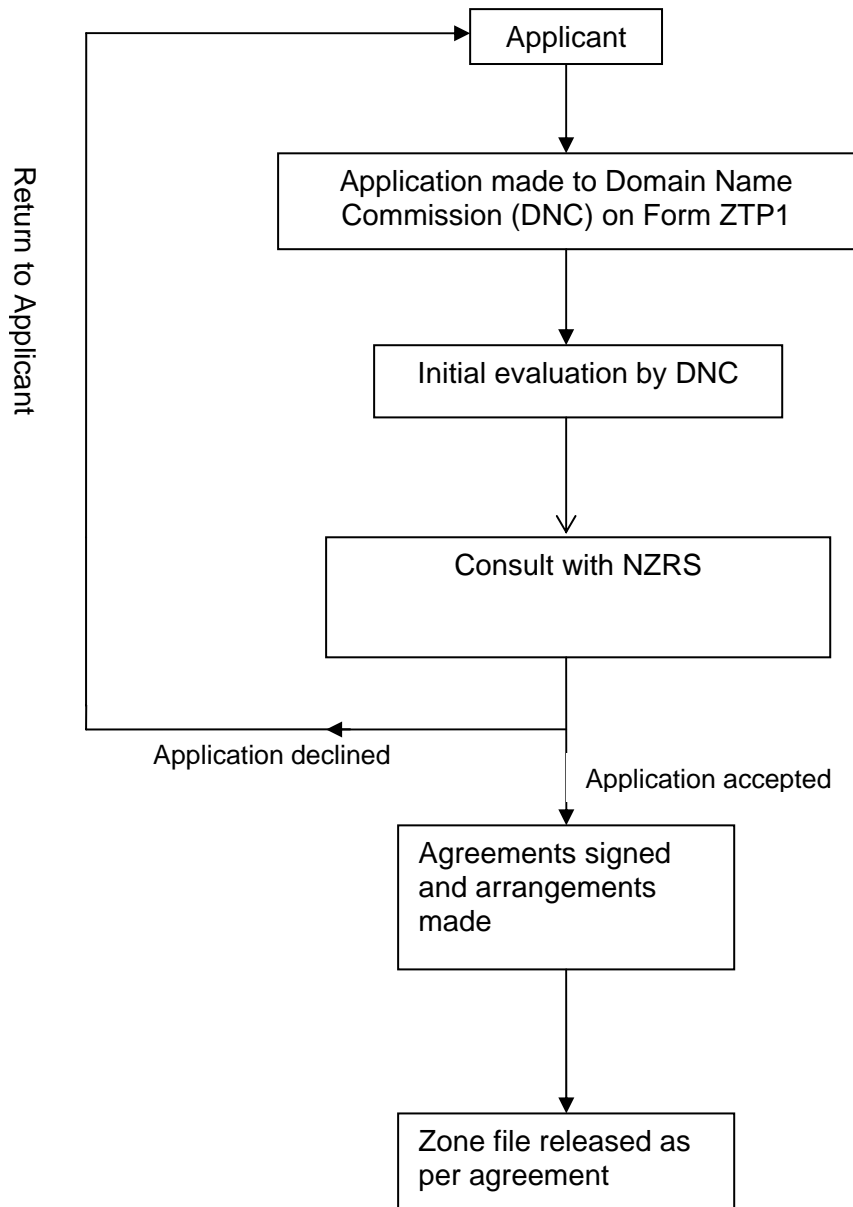 Applicant
Application made to Domain Name
Commission (DNC) on Form ZTP1
Return to Applicant
Initial evaluation by DNC
Consult with NZRS
Application declined
Application accepted
Agreements signed
and arrangements
made
Zone file released as
per agreement